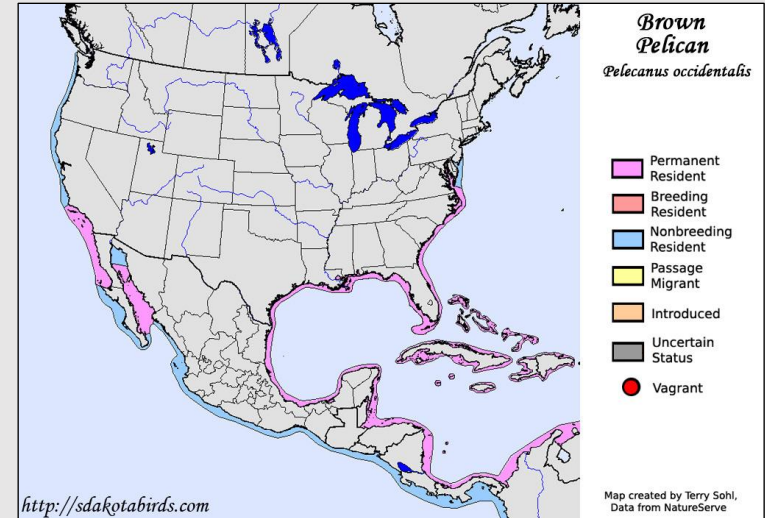 Brown
Pelican
Pelecanus occidentalis
Permanent
Resident
Breeding
Resident
Nonbreeding
Resident
Passage
Migrant
Introduced
Uncertain
Status
Vagrant
http://sdakotabirds.com
Map created by Terry Sohl,
Data from NatureServe